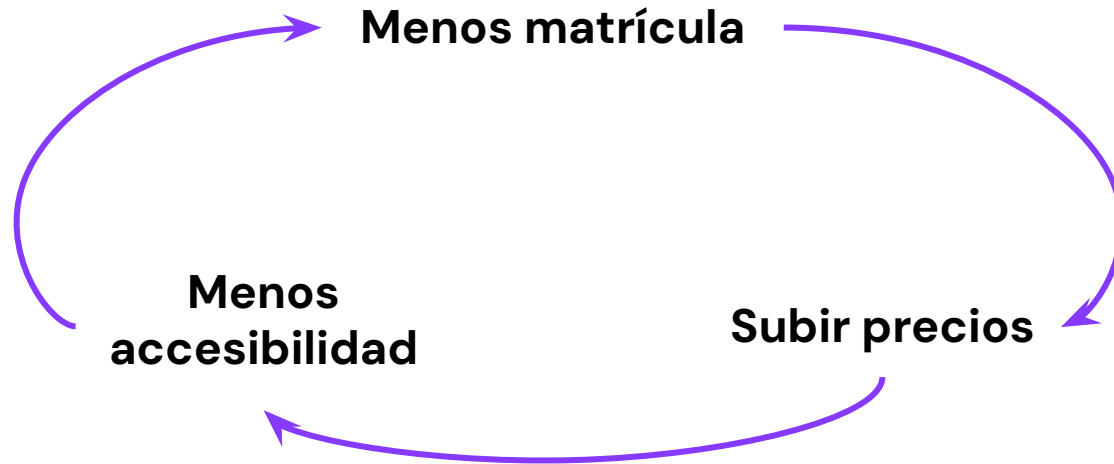 Menos matrícula
Menos
accesibilidad
Subir precios